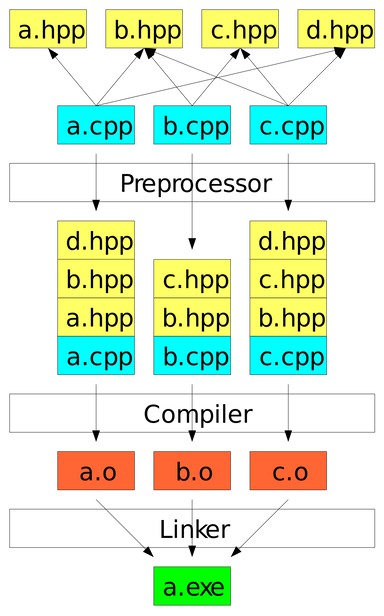 a.hpp b.hpp c.hpp d.hpp
a.cpp b.cpp c.cpp
Preprocessor
d.hpp d.hpp
b.hpp c.hpp c.hpp
a.hpp b.hpp b.hpp
a.cpp b.cpp c.cpp
Compiler
a.o b.o c.o
Linker
a.exe